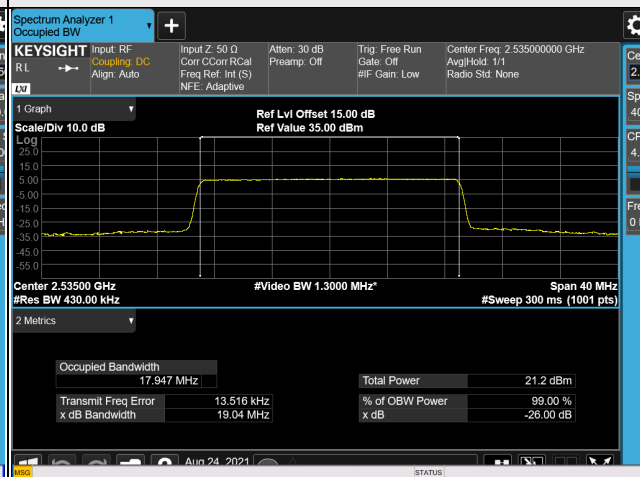 Spectrum Analyzer 1
Occupied BW
KEYSIGHT
RL
LXI
Input: RF
Coupling: DC
Align: Auto
Input Z: 50 Ω
Corr CCorr RCal
Freq Ref: Int (S)
NFE: Adaptive
Atten: 30 dB
Preamp: Off
Trig: Free Run
Gate: Off
#IF Gain: Low
Center Freq: 2.535000000 GHz
Avg|Hold: 1/1
Radio Std: None
1 Graph
Scale/Div 10.0 dB
Ref Lvl Offset 15.00 dB
Ref Value 35.00 dBm
Log
25.0
15.0
5.00
-5.00
-15.0
-25.0
-35.0
-45.0
-55.0
Center 2.53500 GHz
#Res BW 430.00 kHz
#Video BW 1.3000 MHz*
Span 40 MHz
#Sweep 300 ms (1001 pts)
2 Metrics
Occupied Bandwidth
17.947 MHz
Total Power 21.2 dBm
Transmit Freq Error 13.516 kHz
% of OBW Power 99.00 %
x dB Bandwidth 19.04 MHz
x dB -26.00 dB
Aug 24, 2021
MSG
STATUS